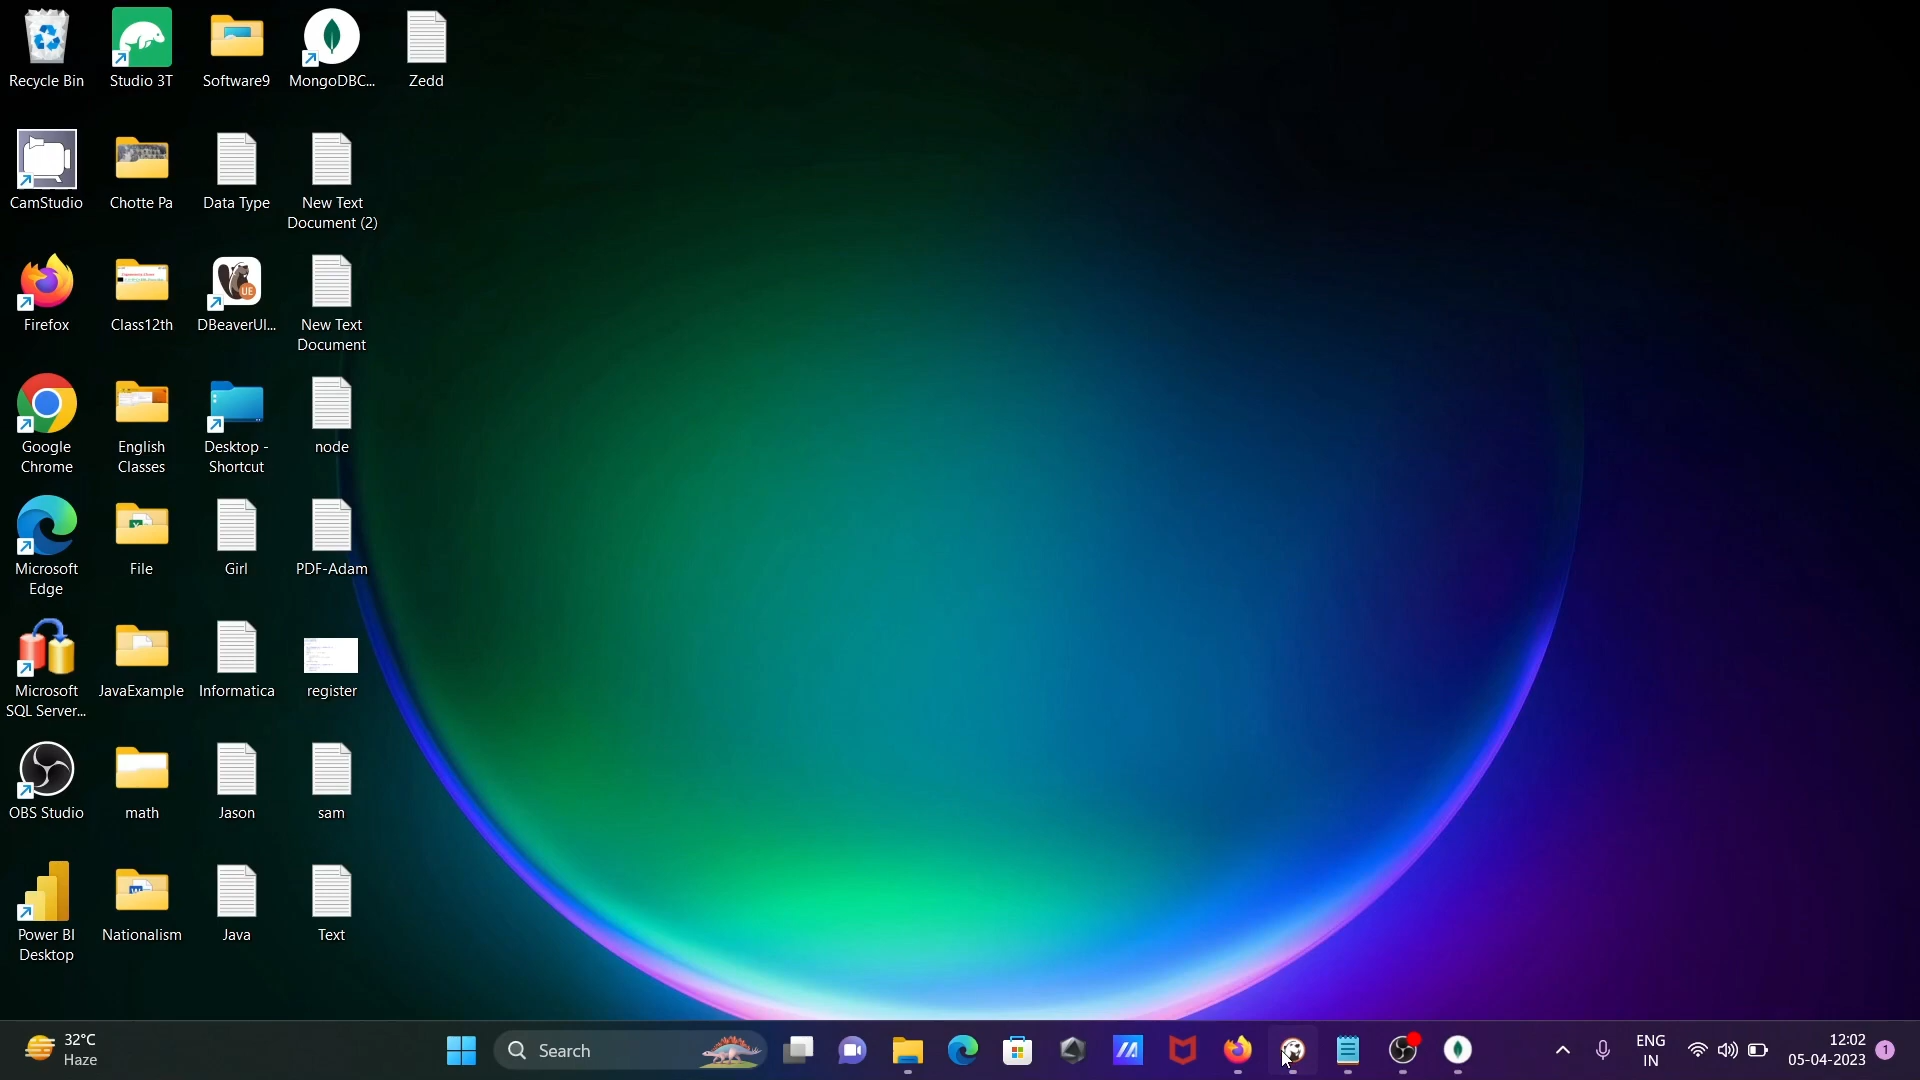 Recycle Bin
Studio 3T
Software9
MongoDBC...
Zedd
CamStudio
Chotte Pa
Data Type
New Text
Document (2)
Firefox
Class12th
DBeaverUl...
New Text
Document
Google
Chrome
English
Classes
Desktop -
Shortcut
node
Microsoft
Edge
File
Girl
PDF-Adam
Microsoft
SQL Server...
JavaExample
Informatica
register
OBS Studio
math
Jason
sam
Power BI
Desktop
Nationalism
Java
Text
32°C
Haze
Search
ENG
IN
12:02
05-04-2023
1